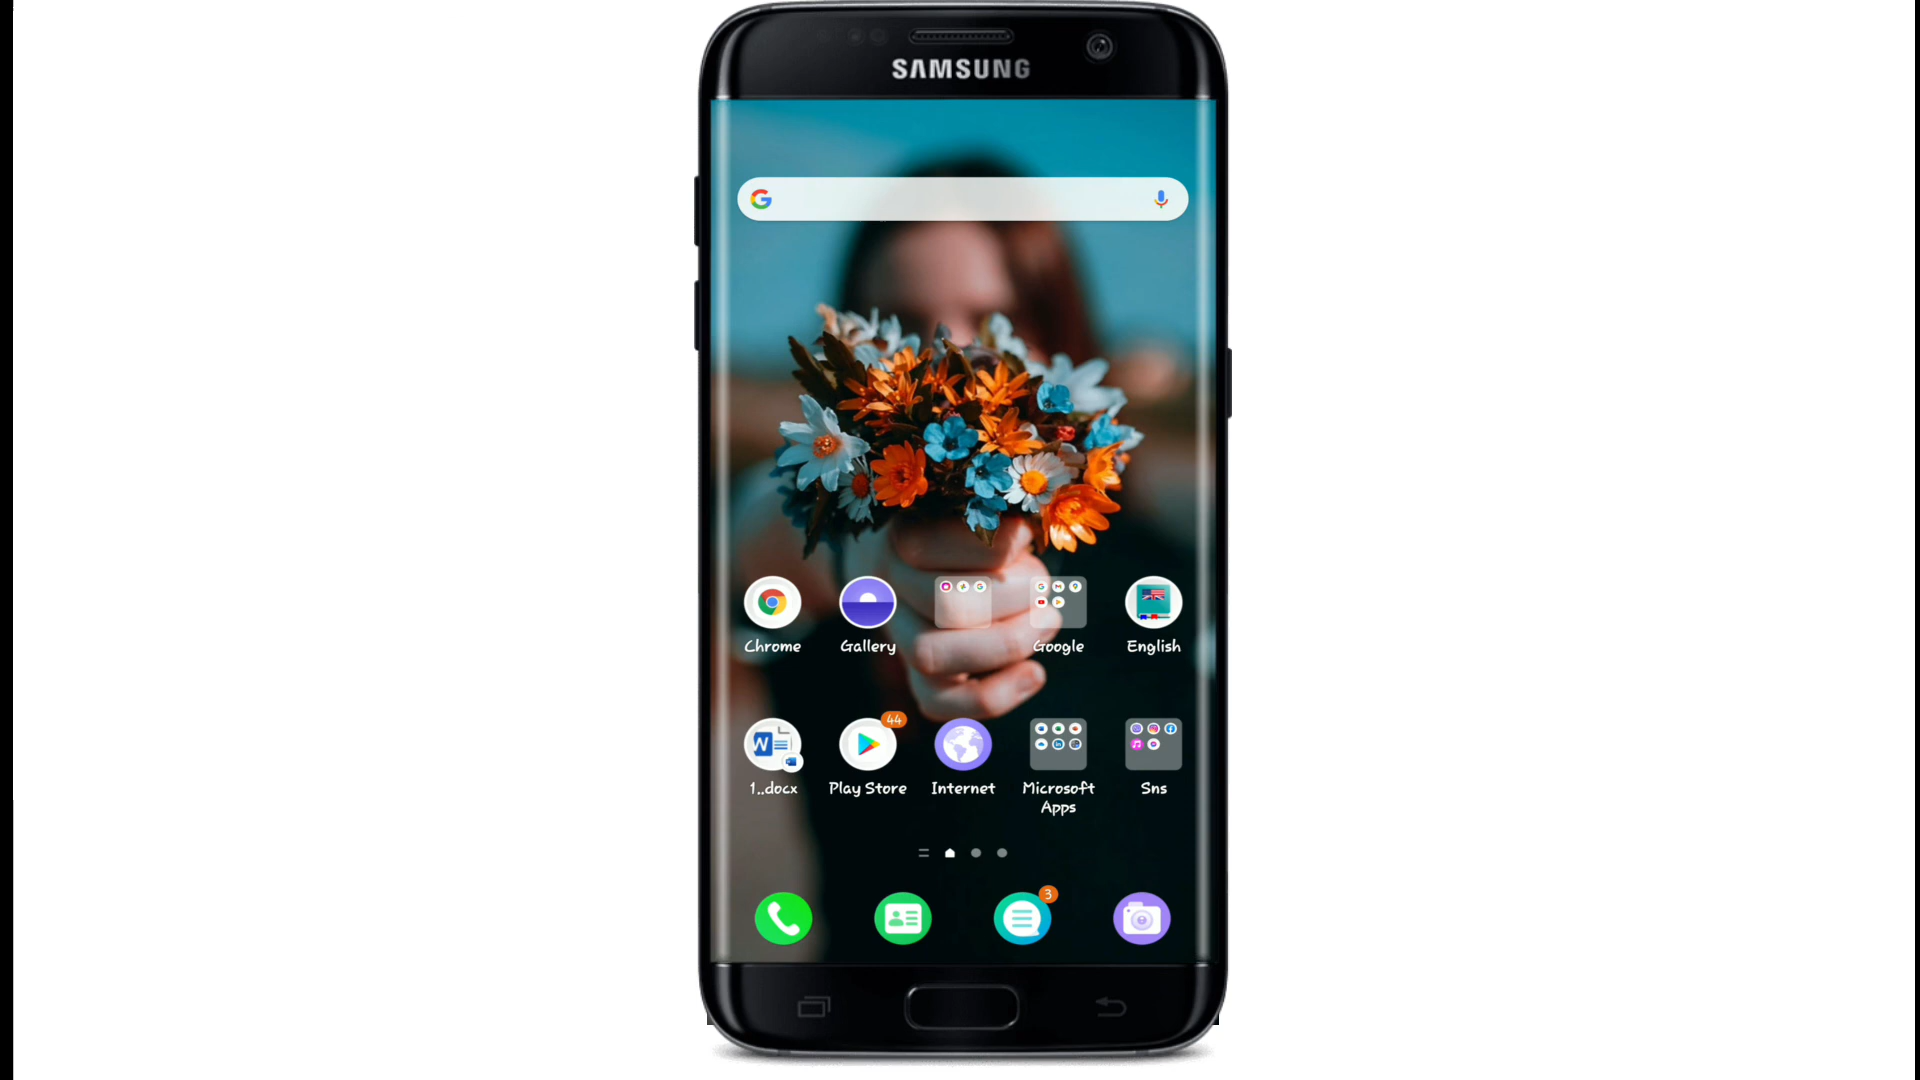 SAMSUNG
Chrome
Gallery
Google
English
44
1..docx
Play Store
Internet
Microsoft
Apps
Sns
3